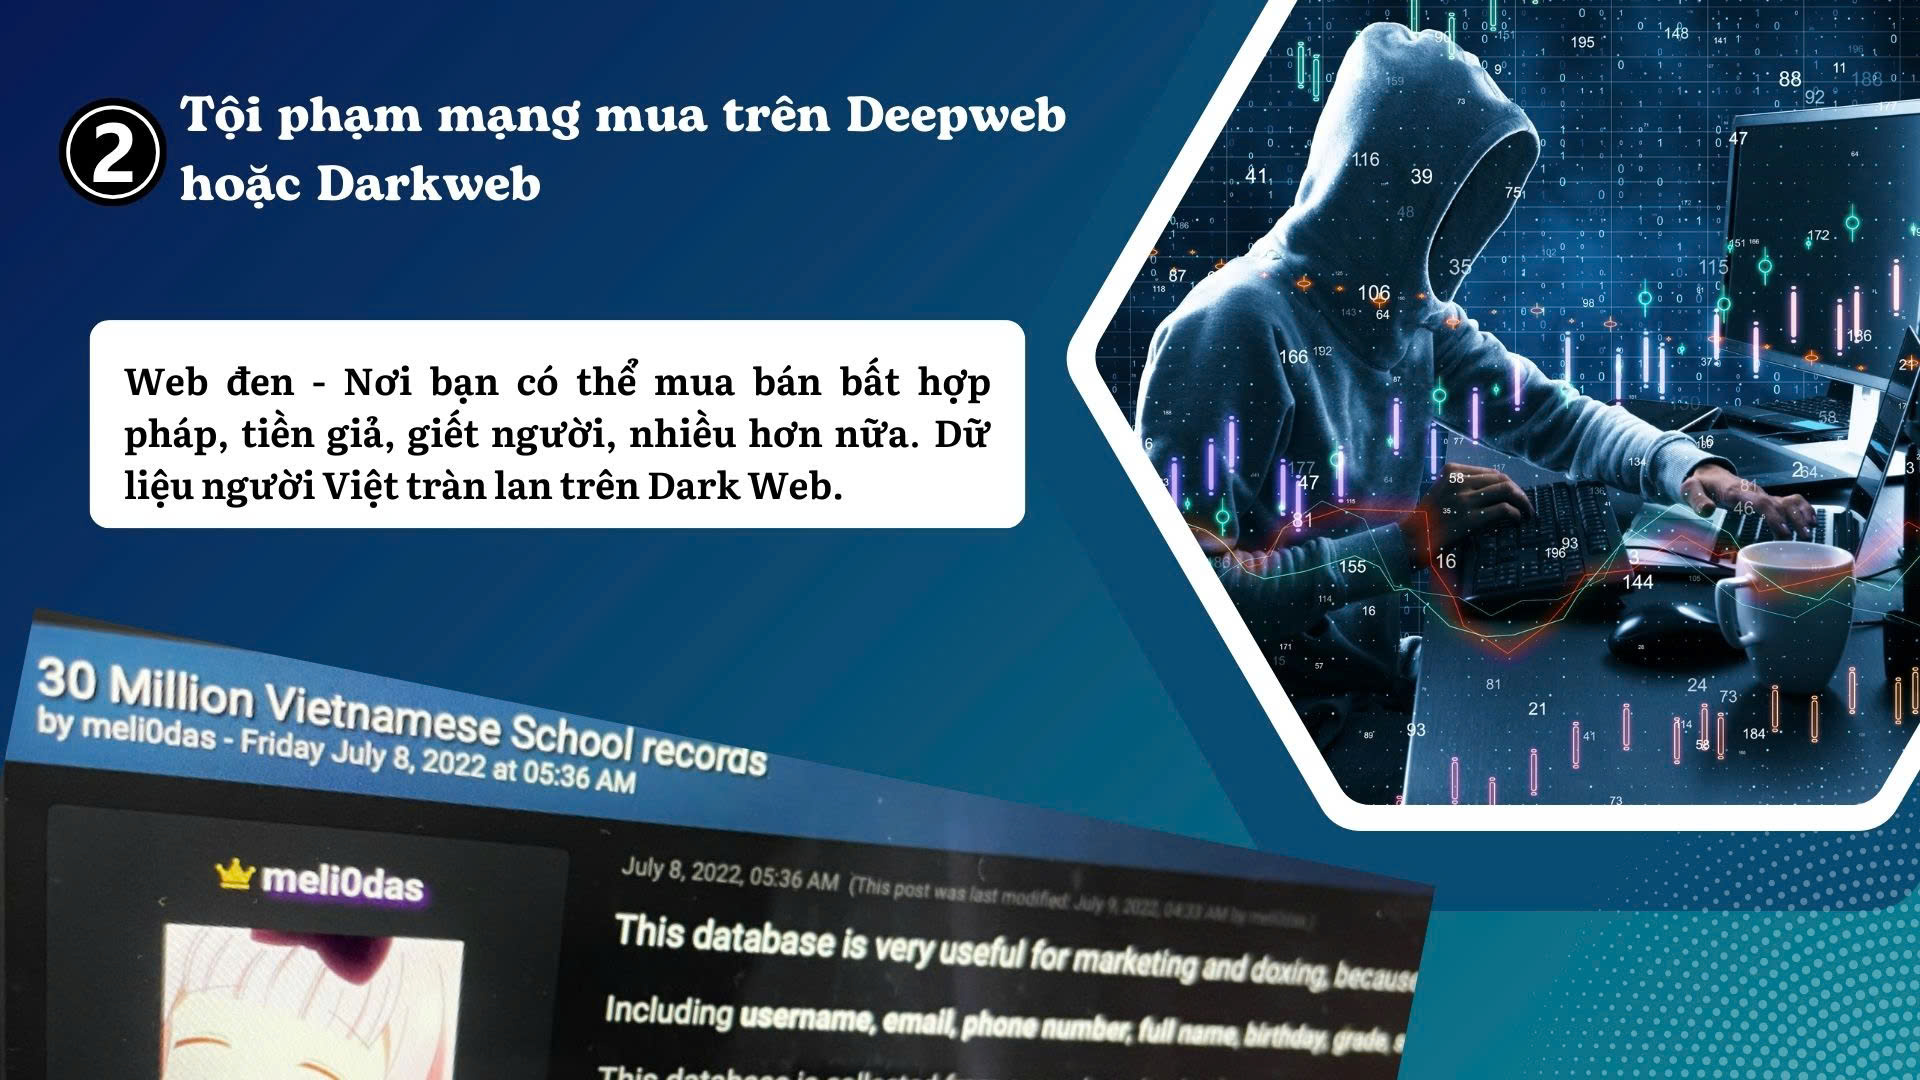 2
Tội phạm mạng mua trên Deepweb
hoặc Darkweb
Web đen - Nơi bạn có thể mua bán bất hợp
pháp, tiền giả, giết người, nhiều hơn nữa. Dữ
liệu người Việt tràn lan trên Dark Web.
30 Million Vietnamese School records
by meli0das - Friday July 8, 2022 at 05:36 AM
meli0das
July 8, 2022, 05:36 AM (This post was last modified: July 9, 2022, 04:33 AM by meli0das.)
This database is very useful for marketing and doxing, because
Including username, email, phone number, full name, birthday, grade, s
This database is collected